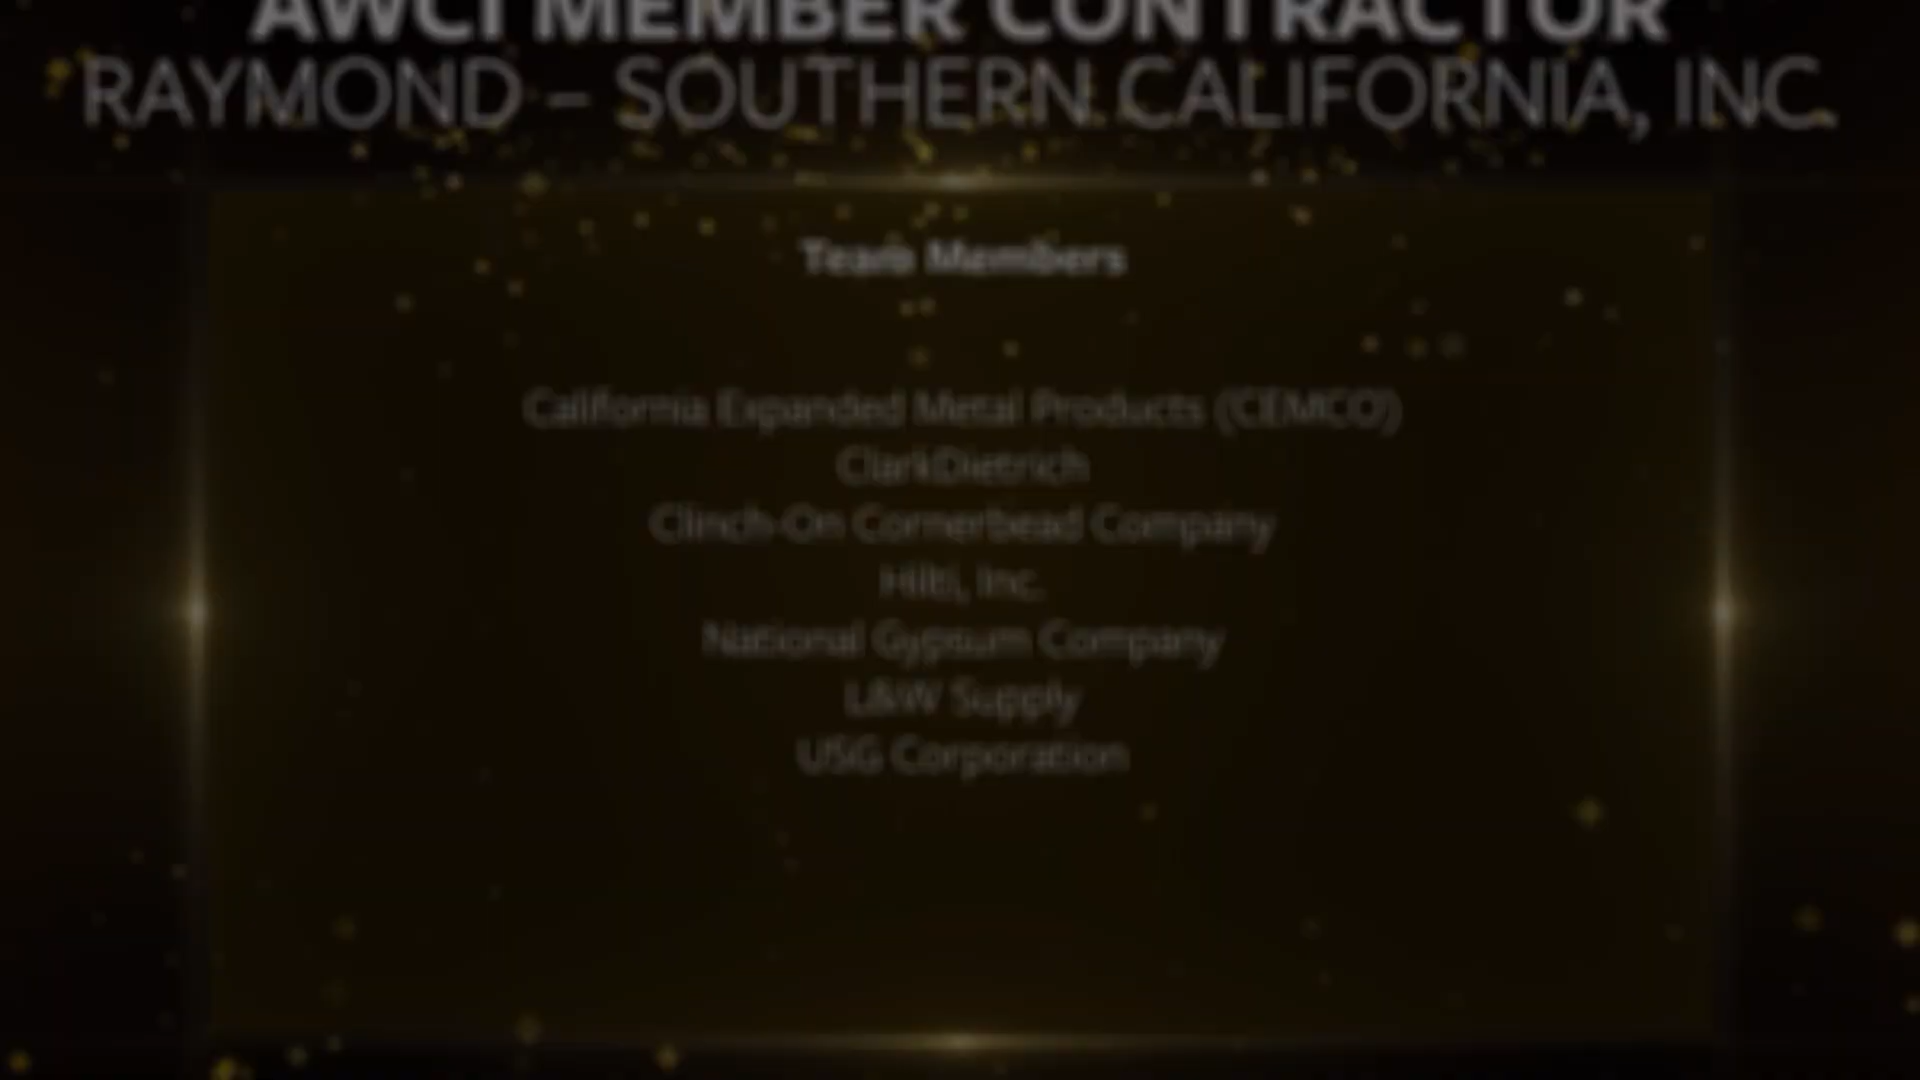 AWCI MEMBER CONTRACTOR
RAYMOND – SOUTHERN CALIFORNIA, INC.
Team Members
California Expanded Metal Products (CEMCO)
ClarkDietrich
Clinch-On Cornerbead Company
Hilti, Inc.
National Gypsum Company
L&W Supply
USG Corporation